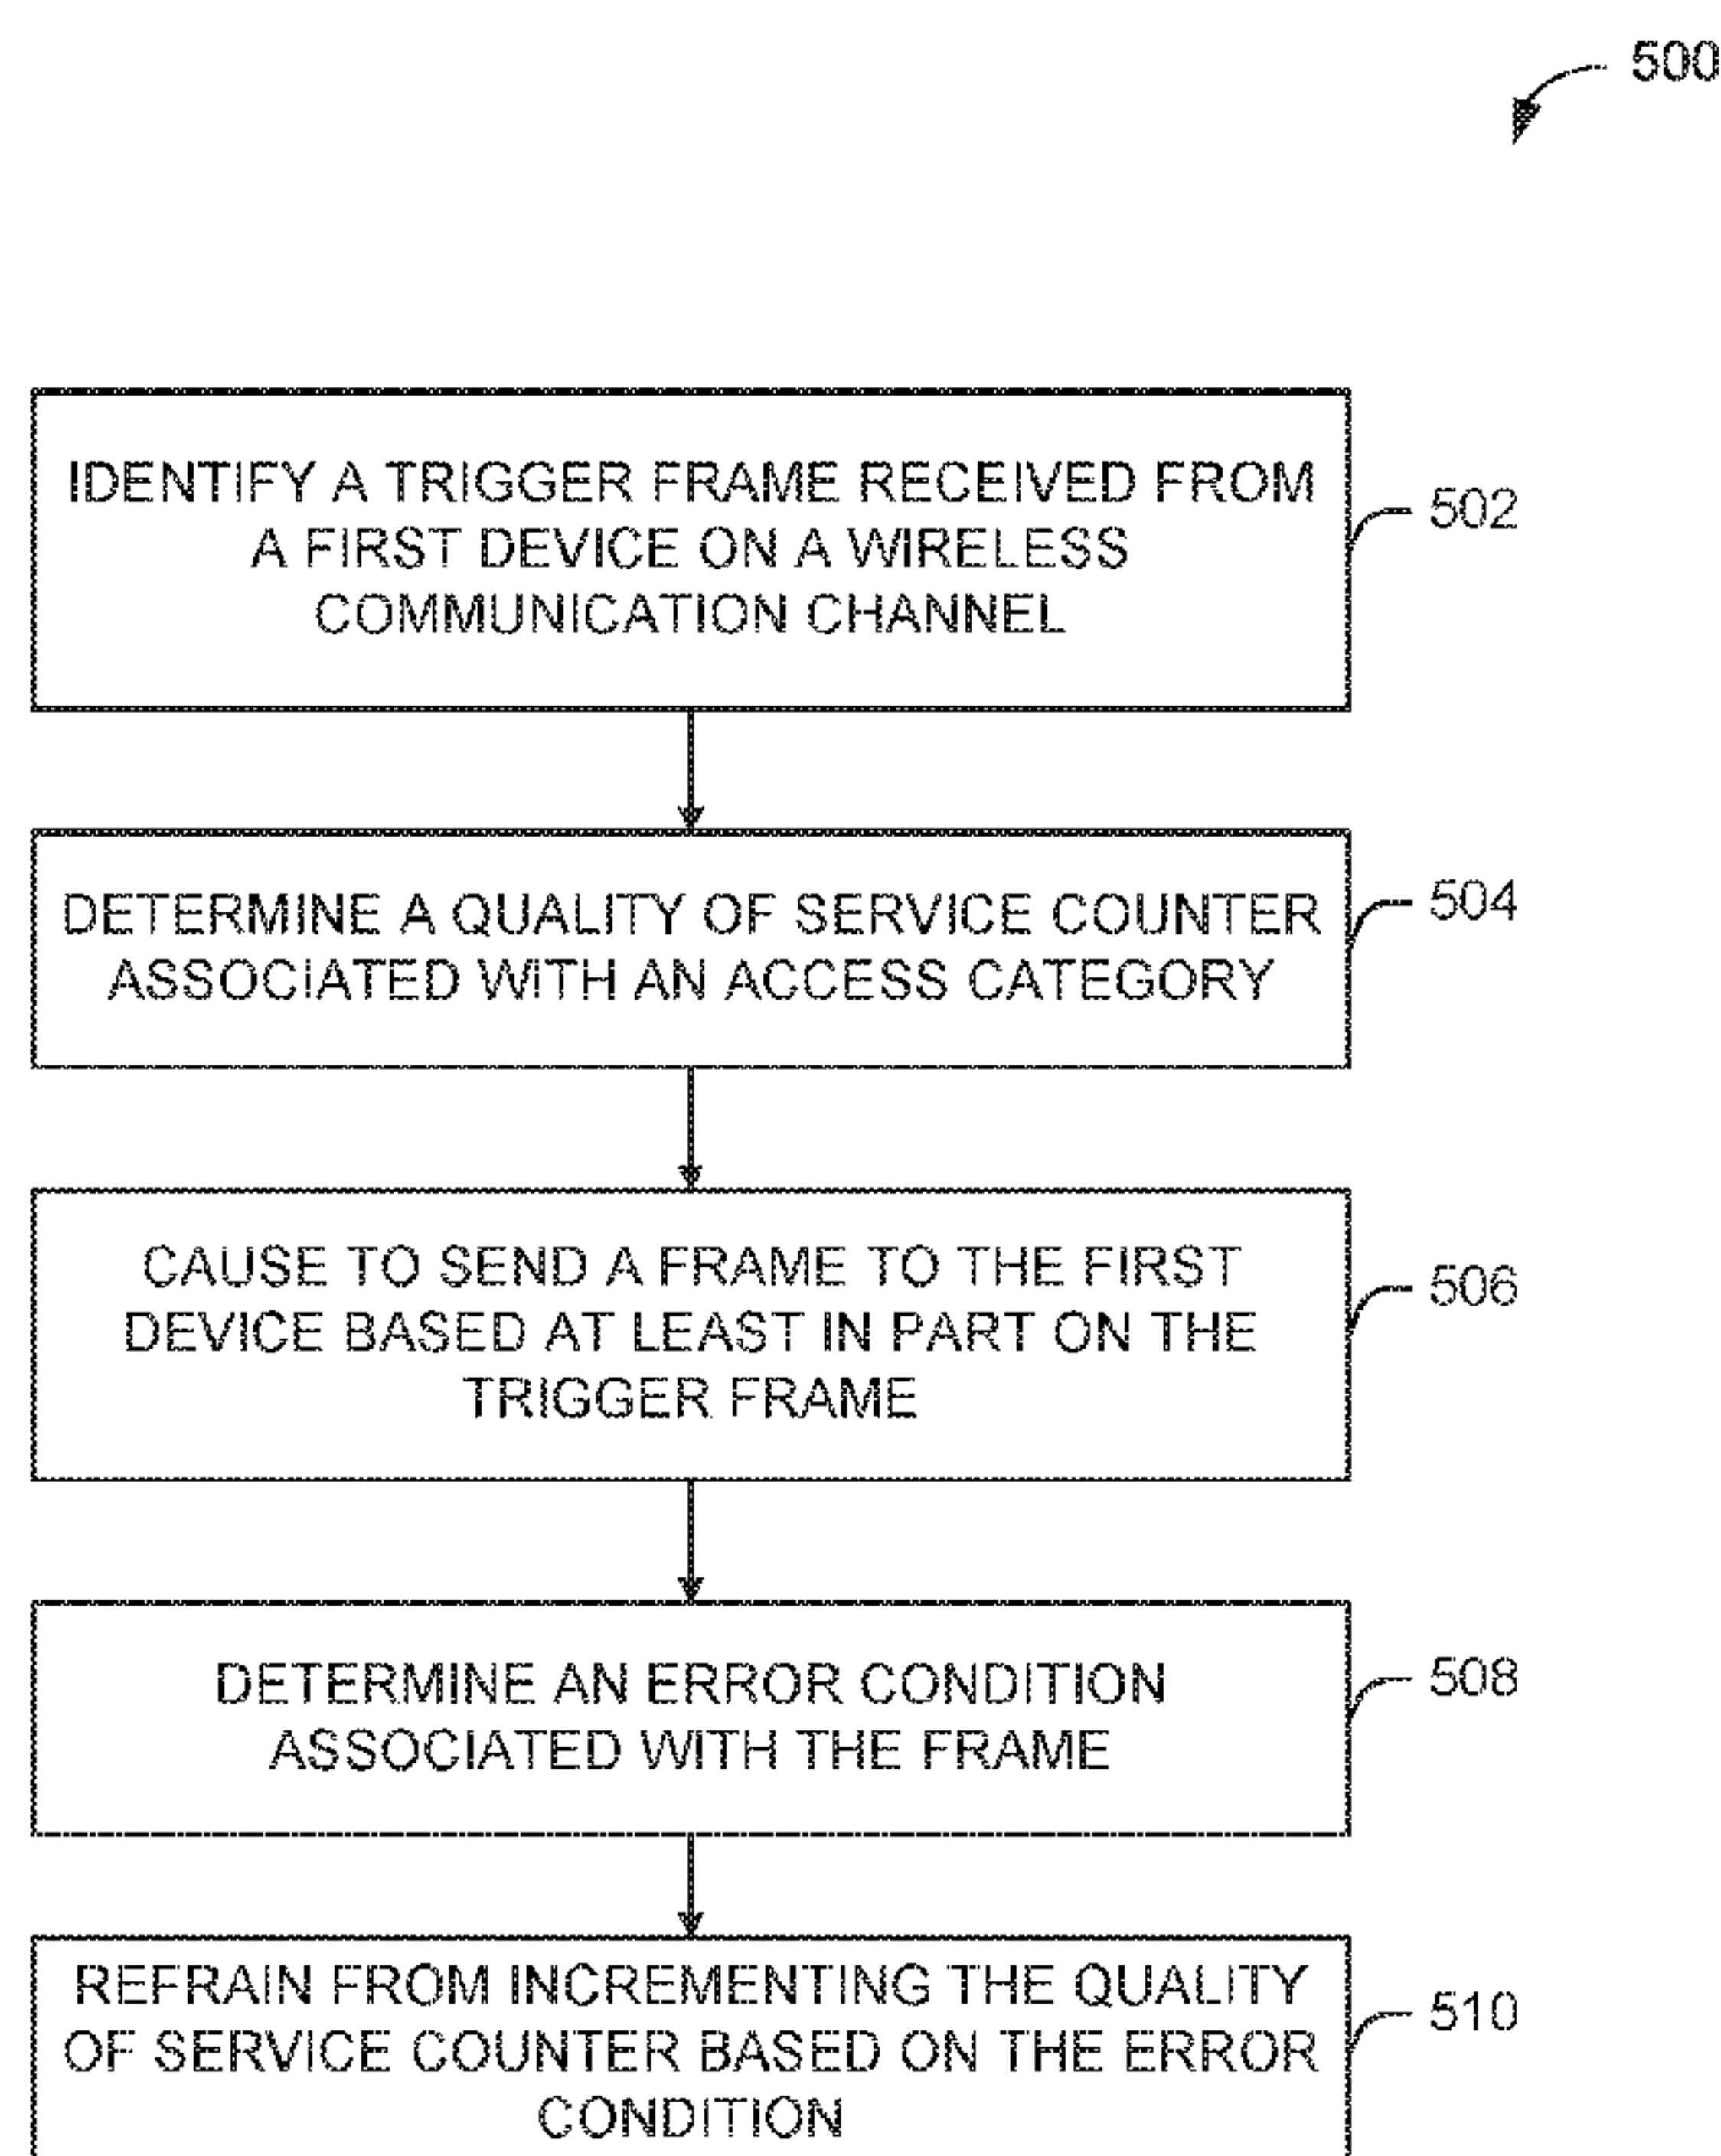 500
IDENTIFY A TRIGGER FRAME RECEIVED FROM
A FIRST DEVICE ON A WIRELESS
COMMUNICATION CHANNEL
502
DETERMINE A QUALITY OF SERVICE COUNTER
ASSOCIATED WITH AN ACCESS CATEGORY
504
CAUSE TO SEND A FRAME TO THE FIRST
DEVICE BASED AT LEAST IN PART ON THE
TRIGGER FRAME
506
DETERMINE AN ERROR CONDITION
ASSOCIATED WITH THE FRAME
508
REFRAIN FROM INCREMENTING THE QUALITY
OF SERVICE COUNTER BASED ON THE ERROR
CONDITION
510